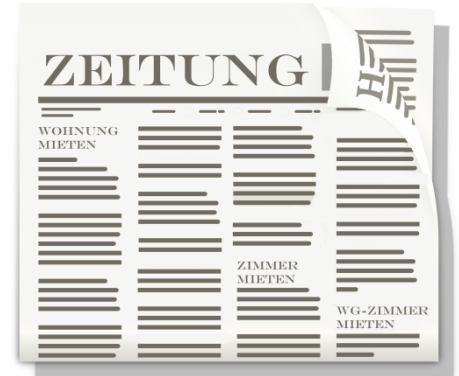 ZEITUNG
WOHNUNG
MIETEN
ZIMMER
MIETEN
WG-ZIMMER
MIETEN
H